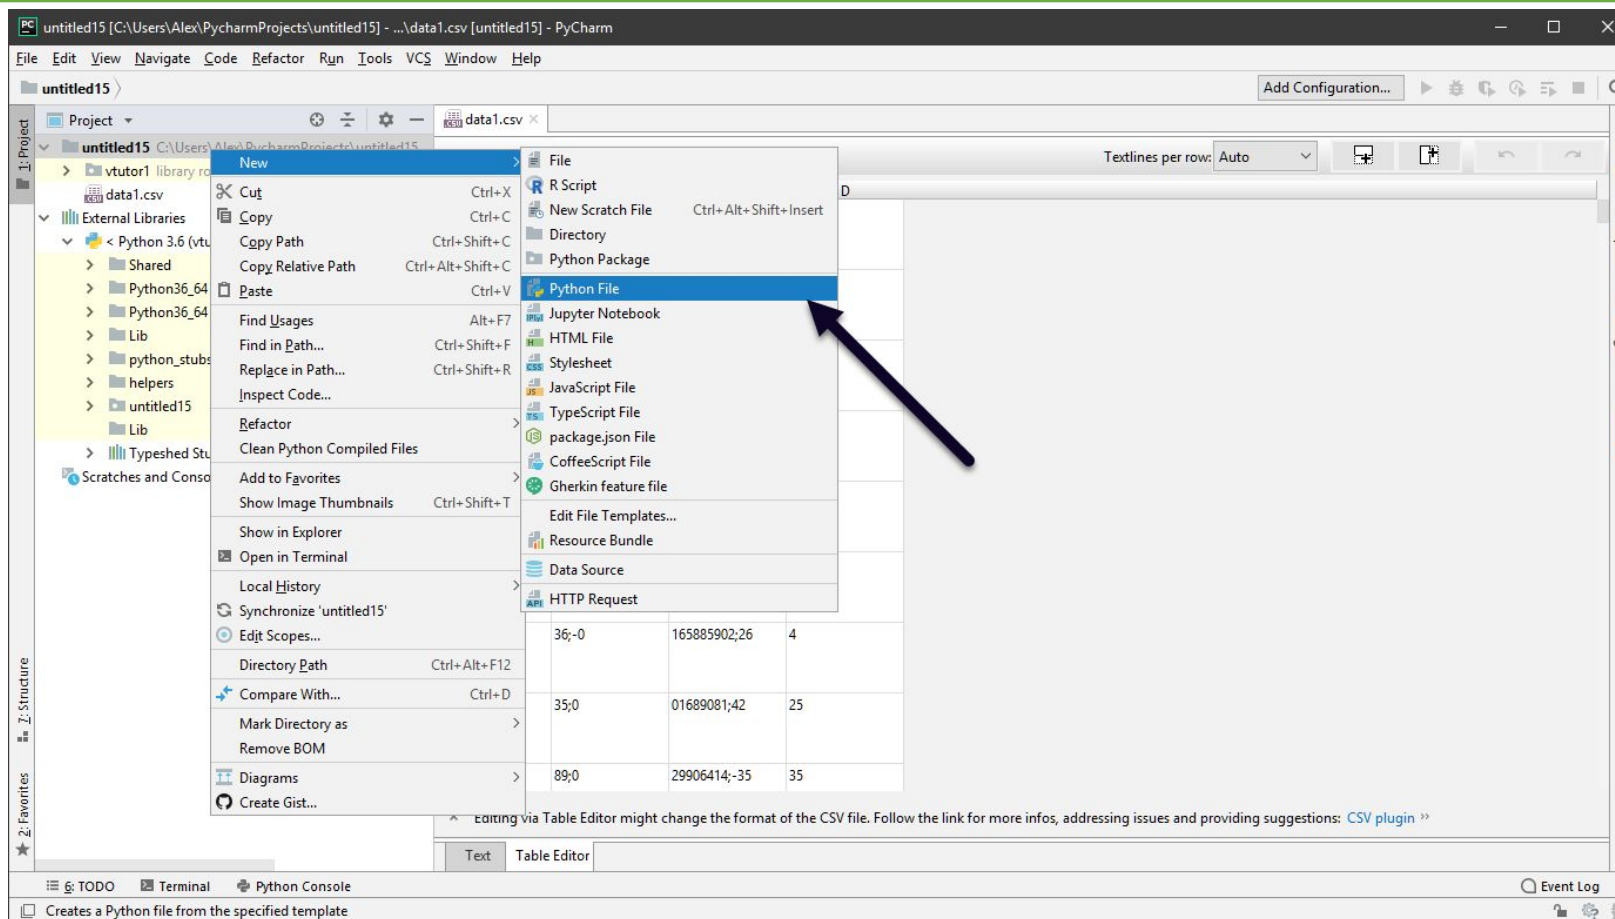 untitled15 [C:\Users\Alex\PycharmProjects\untitled15] - ...\data1.csv [untitled15] - PyCharm
File Edit View Navigate Code Refactor Run Tools VCS Window Help
untitled15
Add Configuration...
1: Project
Project
data1.csv
untitled15 C:\Users\Alex\PycharmProjects\untitled15
vtutor1 library
data1.csv
External Libraries
< Python 3.6
Shared
Python36_64
Python36_64
Lib
python_stubs
helpers
untitled15
Lib
Typeshed
Scratches and
New
Cut Ctrl+X
Copy Ctrl+C
Copy Path Ctrl+Shift+C
Copy Relative Path Ctrl+Alt+Shift+C
Paste Ctrl+V
Find Usages Alt+F7
Find in Path... Ctrl+Shift+F
Replace in Path... Ctrl+Shift+R
Inspect Code...
Refactor
Clean Python Compiled Files
Add to Favorites
Show Image Thumbnails Ctrl+Shift+T
Show in Explorer
Open in Terminal
Local History
Synchronize 'untitled15'
Edit Scopes...
Directory Path Ctrl+Alt+F12
Compare With... Ctrl+D
Mark Directory as
Remove BOM
Diagrams
Create Gist...
File
R Script
New Scratch File Ctrl+Alt+Shift+Insert
Directory
Python Package
Python File
Jupyter Notebook
HTML File
Stylesheet
JavaScript File
TypeScript File
package.json File
CoffeeScript File
Gherkin feature file
Edit File Templates...
Resource Bundle
Data Source
HTTP Request
Textlines per row: Auto
D
36;-0 165885902;26 4
35;0 01689081;42 25
89;0 29906414;-35 35
Editing via Table Editor might change the format of the CSV file. Follow the link for more infos, addressing issues and providing suggestions: CSV plugin
Text Table Editor
7: Structure
2: Favorites
6: TODO Terminal Python Console
Event Log
Creates a Python file from the specified template